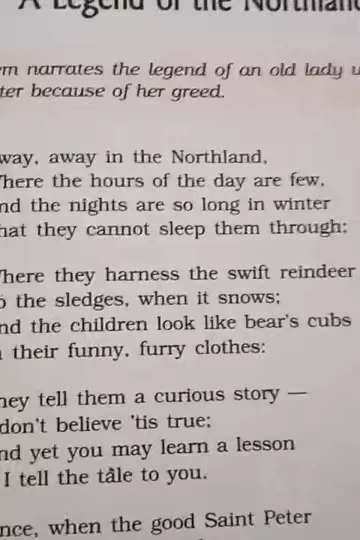 A Legend of the Northland
em narrates the legend of an old lady
ter because of her greed.
way, away in the Northland,
here the hours of the day are few,
nd the nights are so long in winter
hat they cannot sleep them through;
here they harness the swift reindeer
o the sledges, when it snows;
nd the children look like bear's cubs
their funny, furry clothes:
hey tell them a curious story —
don't believe 'tis true;
nd yet you may learn a lesson
I tell the tale to you.
nce, when the good Saint Peter